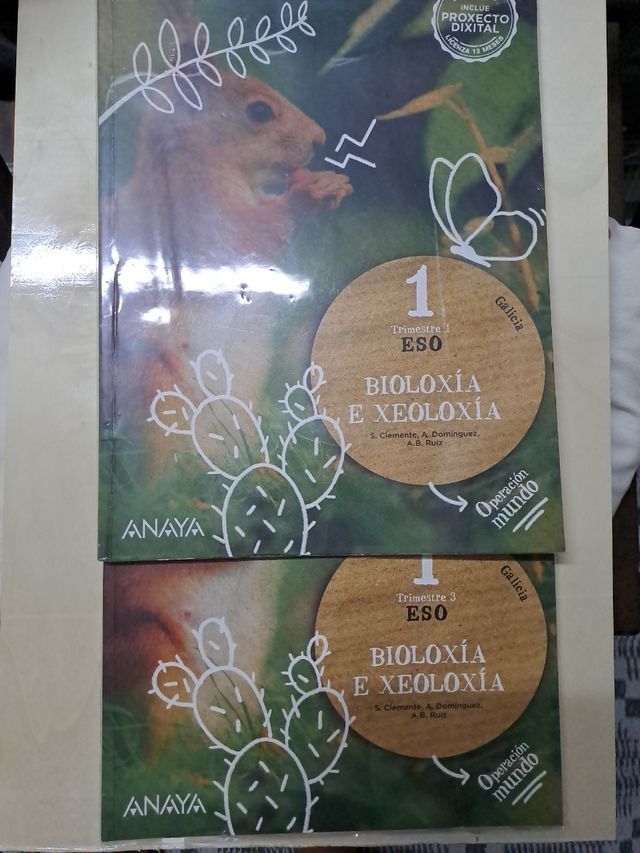 INCLÚE
PROXECTO
DIXITAL
LICENZA 12 MESES
1
Trimestre 1
ESO
Galicia
BIOLOXÍA
E XEOLOXÍA
S. Clemente, A. Domínguez,
A.B. Ruiz
Operación
mundo
ANAYA
1
Trimestre 3
ESO
Galicia
BIOLOXÍA
E XEOLOXÍA
S. Clemente, A. Domínguez,
A.B. Ruiz
Operación
mundo
ANAYA